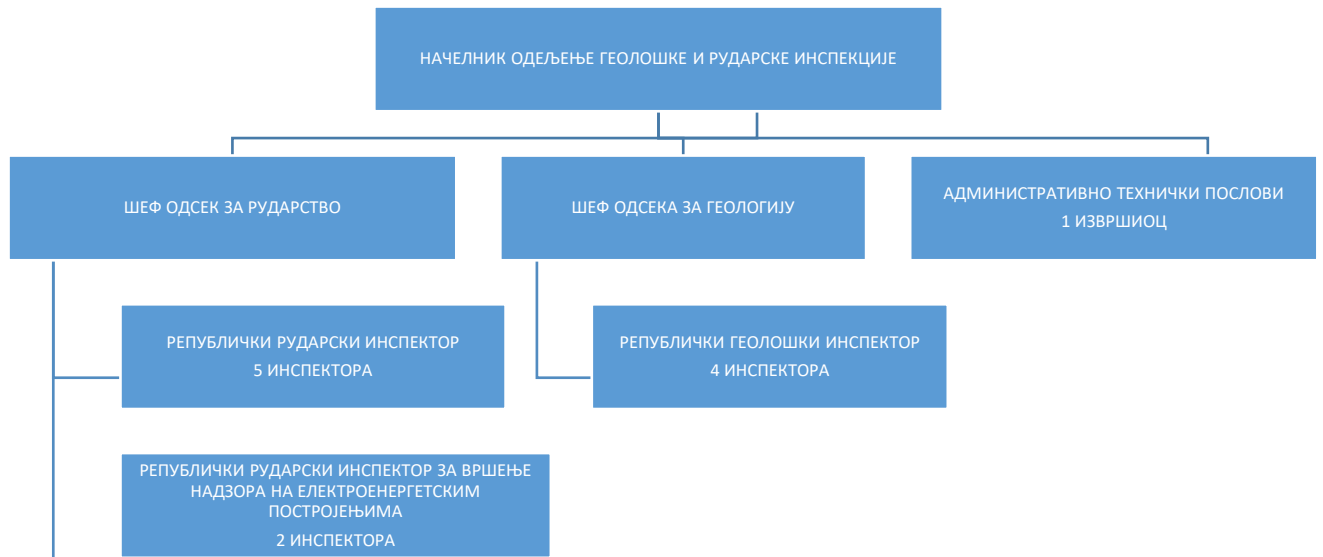 НАЧЕЛНИК ОДЕЉЕЊЕ ГЕОЛОШКЕ И РУДАРСКЕ ИНСПЕКЦИЈЕ
ШЕФ ОДСЕК ЗА РУДАРСТВО
ШЕФ ОДСЕКА ЗА ГЕОЛОГИЈУ
АДМИНИСТРАТИВНО ТЕХНИЧКИ ПОСЛОВИ
1 ИЗВРШИОЦ
РЕПУБЛИЧКИ РУДАРСКИ ИНСПЕКТОР
5 ИНСПЕКТОРА
РЕПУБЛИЧКИ ГЕОЛОШКИ ИНСПЕКТОР
4 ИНСПЕКТОРА
РЕПУБЛИЧКИ РУДАРСКИ ИНСПЕКТОР ЗА ВРШЕЊЕ
НАДЗОРА НА ЕЛЕКТРОЕНЕРГЕТСКИМ
ПОСТРОЈЕЊИМА
2 ИНСПЕКТОРА